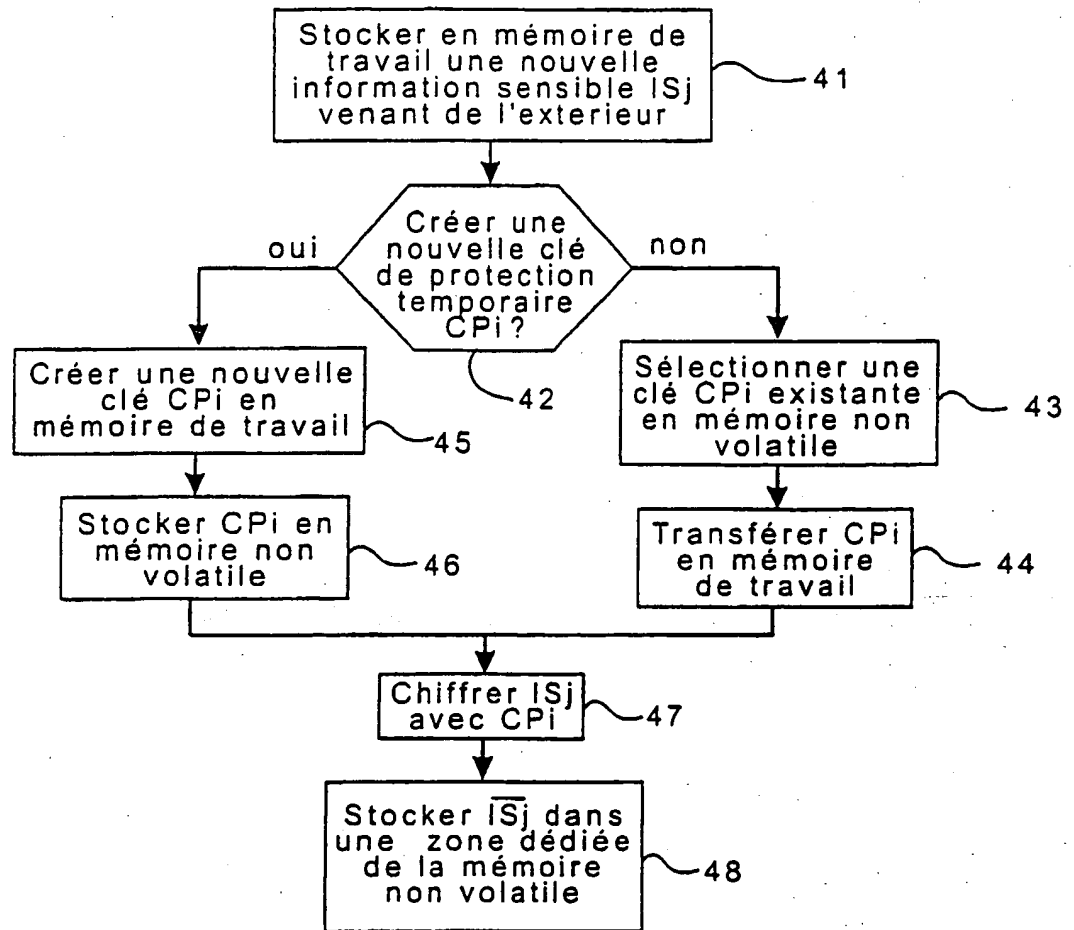 Stocker en mémoire de
travail une nouvelle
information sensible ISj
venant de l'exterieur
41
Créer une
nouvelle clé
de protection
temporaire
CPi?
oui
non
42
Créer une nouvelle
clé CPi en
mémoire de travail
45
Sélectionner une
clé CPi existante
en mémoire non
volatile
43
Stocker CPi en
mémoire non
volatile
46
Transférer CPi
en mémoire
de travail
44
Chiffrer ISj
avec CPi
47
Stocker I̅S̅j̅ dans
une zone dédiée
de la mémoire
non volatile
48